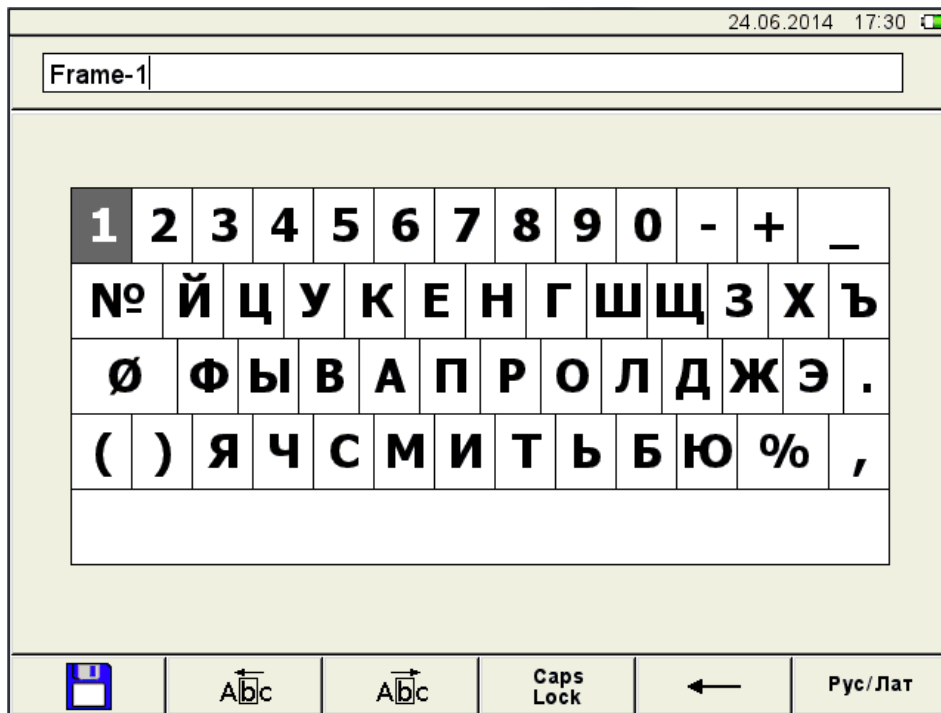 24.06.2014 17:30
Frame-1
1 2 3 4 5 6 7 8 9 0 - + _
№ Й Ц У К Е Н Г Ш Щ З Х Ъ
Ø Ф Ы В А П Р О Л Д Ж Э .
( ) Я Ч С М И Т Ь Б Ю % ,
Abc Abc Caps Lock Рус/Лат